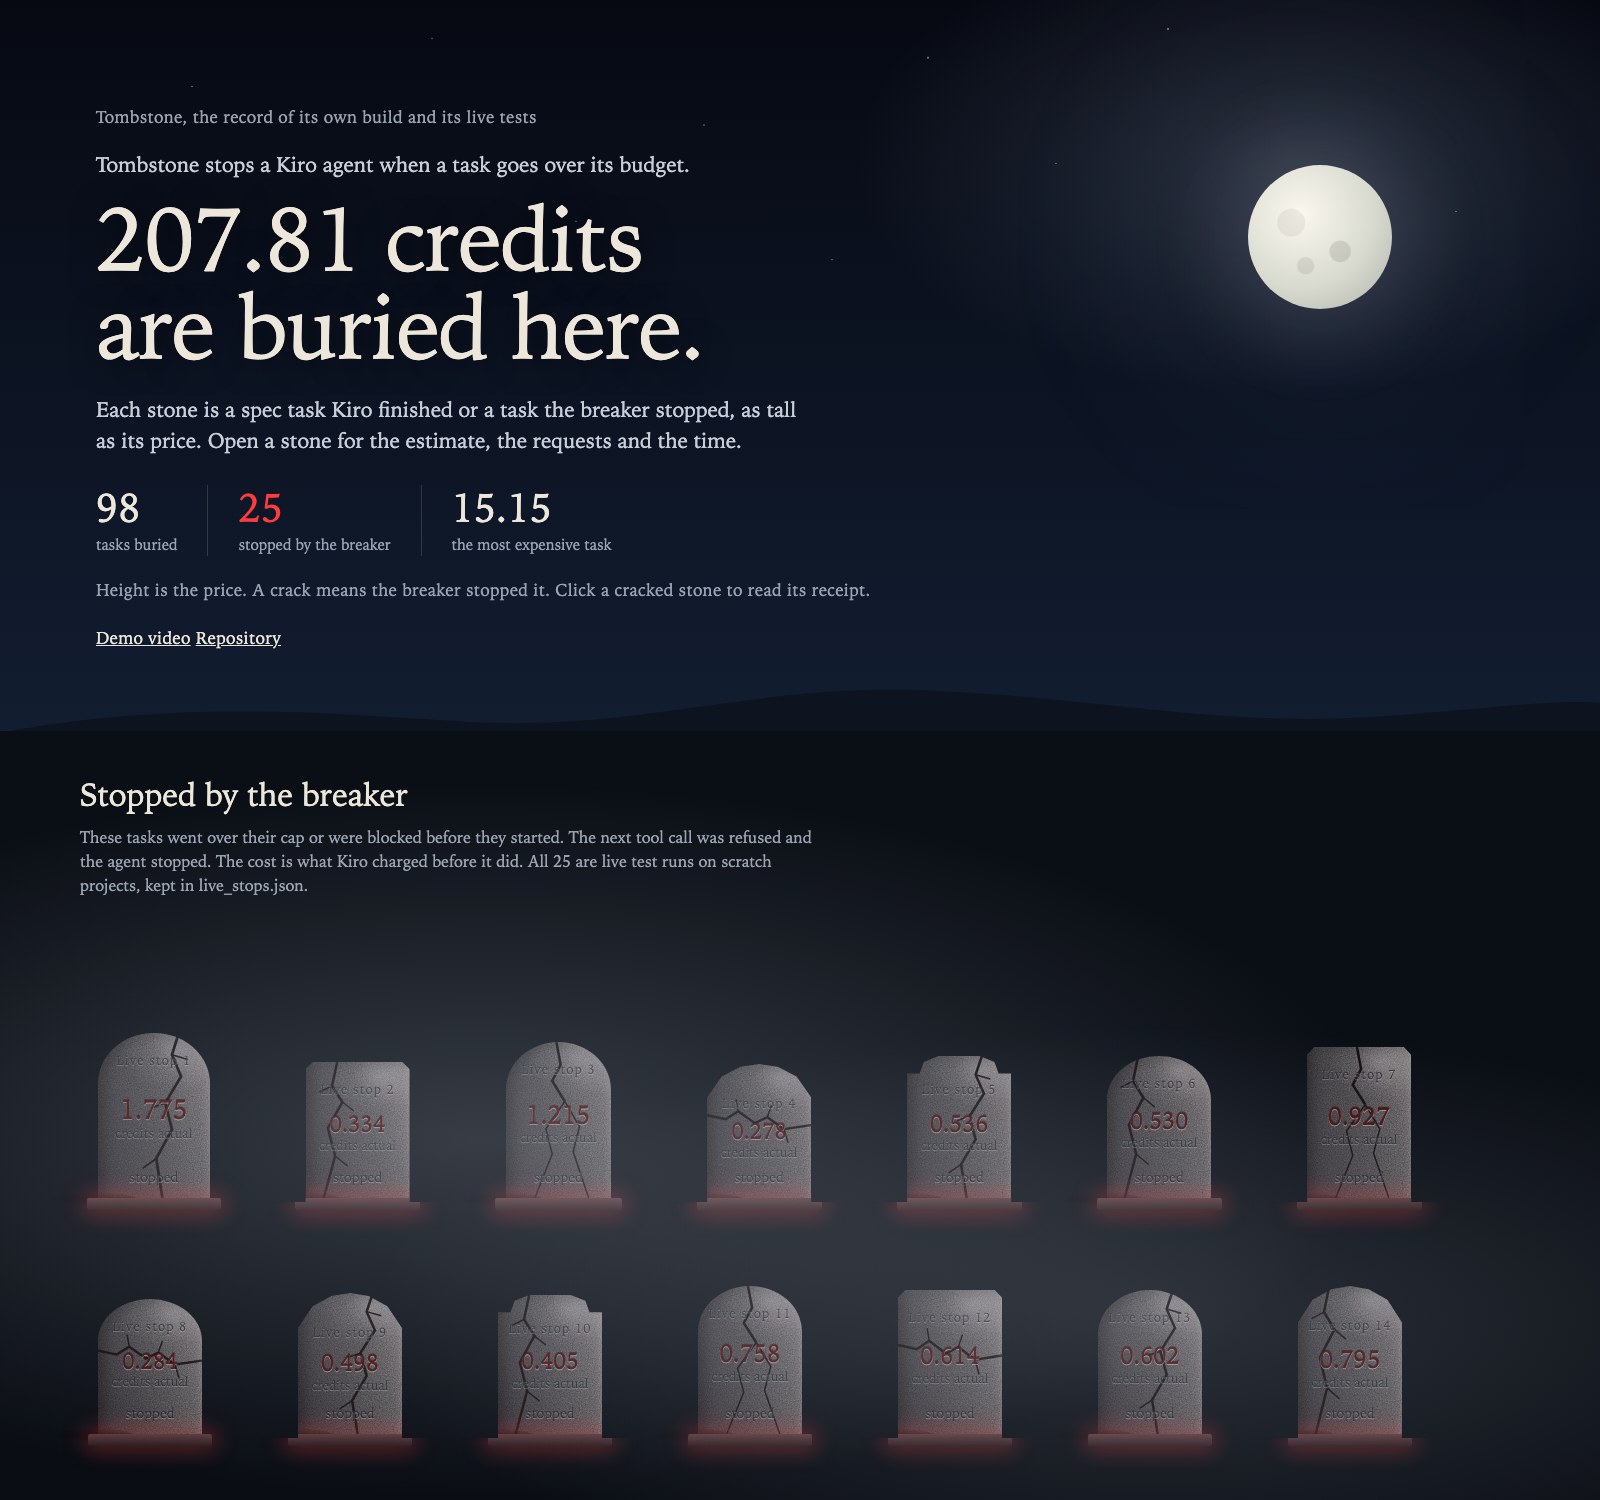 Tombstone, the record of its own build and its live tests
Tombstone stops a Kiro agent when a task goes over its budget.
207.81 credits
are buried here.
Each stone is a spec task Kiro finished or a task the breaker stopped, as tall
as its price. Open a stone for the estimate, the requests and the time.
98
tasks buried
25
stopped by the breaker
15.15
the most expensive task
Height is the price. A crack means the breaker stopped it. Click a cracked stone to read its receipt.
Demo video Repository
Stopped by the breaker
These tasks went over their cap or were blocked before they started. The next tool call was refused and
the agent stopped. The cost is what Kiro charged before it did. All 25 are live test runs on scratch
projects, kept in live_stops.json.
Live stop 1
1.775
credits actual
stopped
Live stop 2
0.334
credits actual
stopped
Live stop 3
1.215
credits actual
stopped
Live stop 4
0.278
credits actual
stopped
Live stop 5
0.536
credits actual
stopped
Live stop 6
0.530
credits actual
stopped
Live stop 7
0.927
credits actual
stopped
Live stop 8
0.284
credits actual
stopped
Live stop 9
0.498
credits actual
stopped
Live stop 10
0.405
credits actual
stopped
Live stop 11
0.758
credits actual
stopped
Live stop 12
0.614
credits actual
stopped
Live stop 13
0.602
credits actual
stopped
Live stop 14
0.795
credits actual
stopped